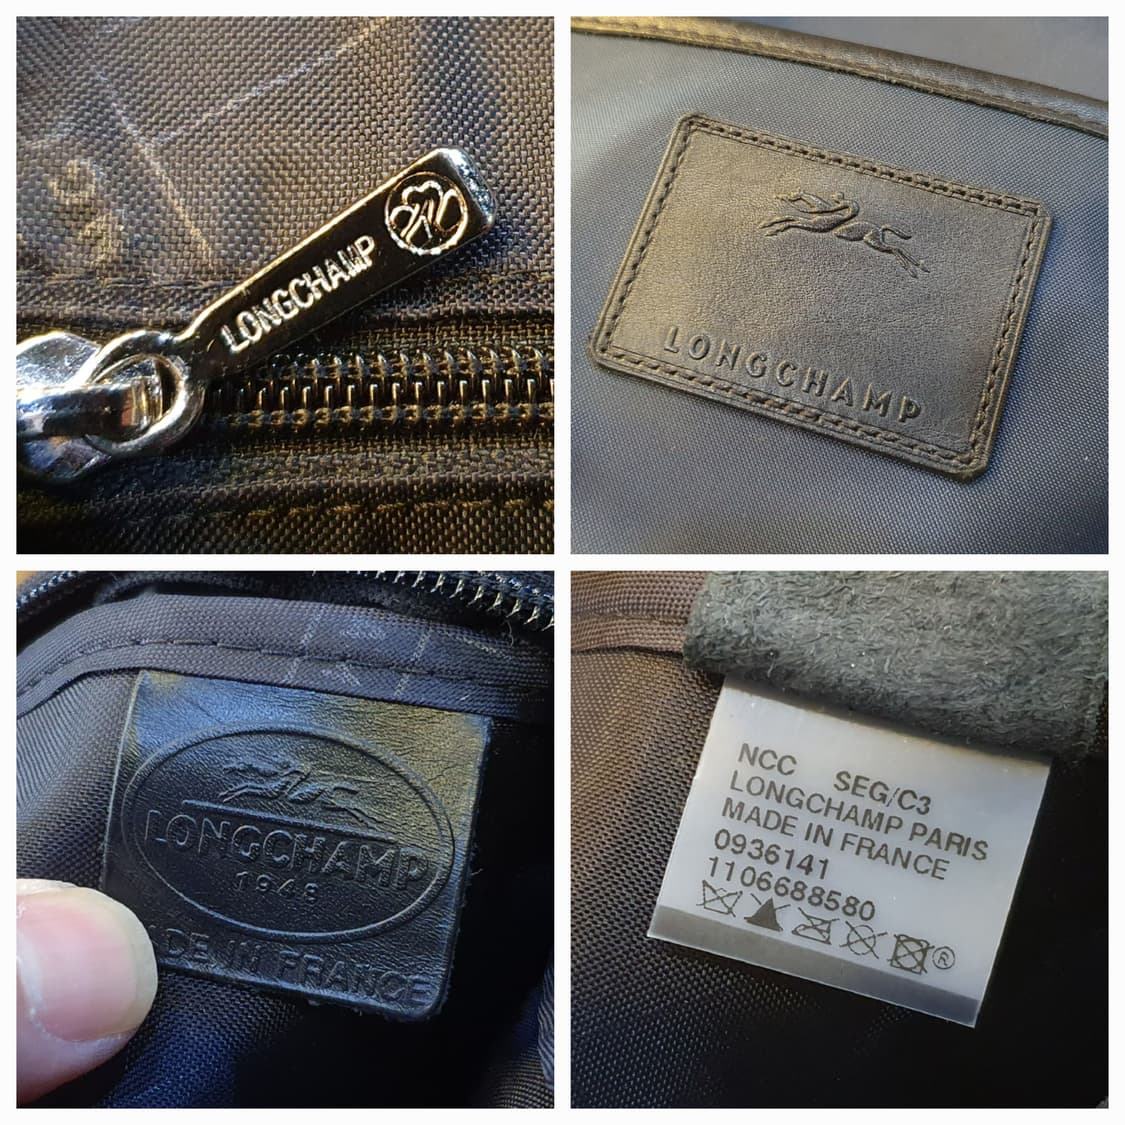 LONGCHAMP
LONGCHAMP
LONGCHAMP
1948
MADE IN FRANCE
NCC SEG/C3
LONGCHAMP PARIS
MADE IN FRANCE
0936141
1106688580
®